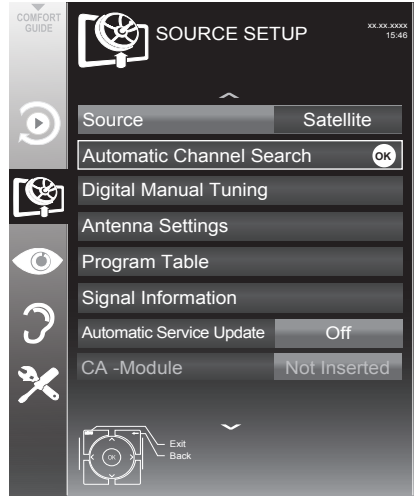 COMFORT
GUIDE
SOURCE SETUP
xx.xx.xxxx
15:46
Source Satellite
Automatic Channel Search OK
Digital Manual Tuning
Antenna Settings
Program Table
Signal Information
Automatic Service Update Off
CA -Module Not Inserted
Exit
Back
OK